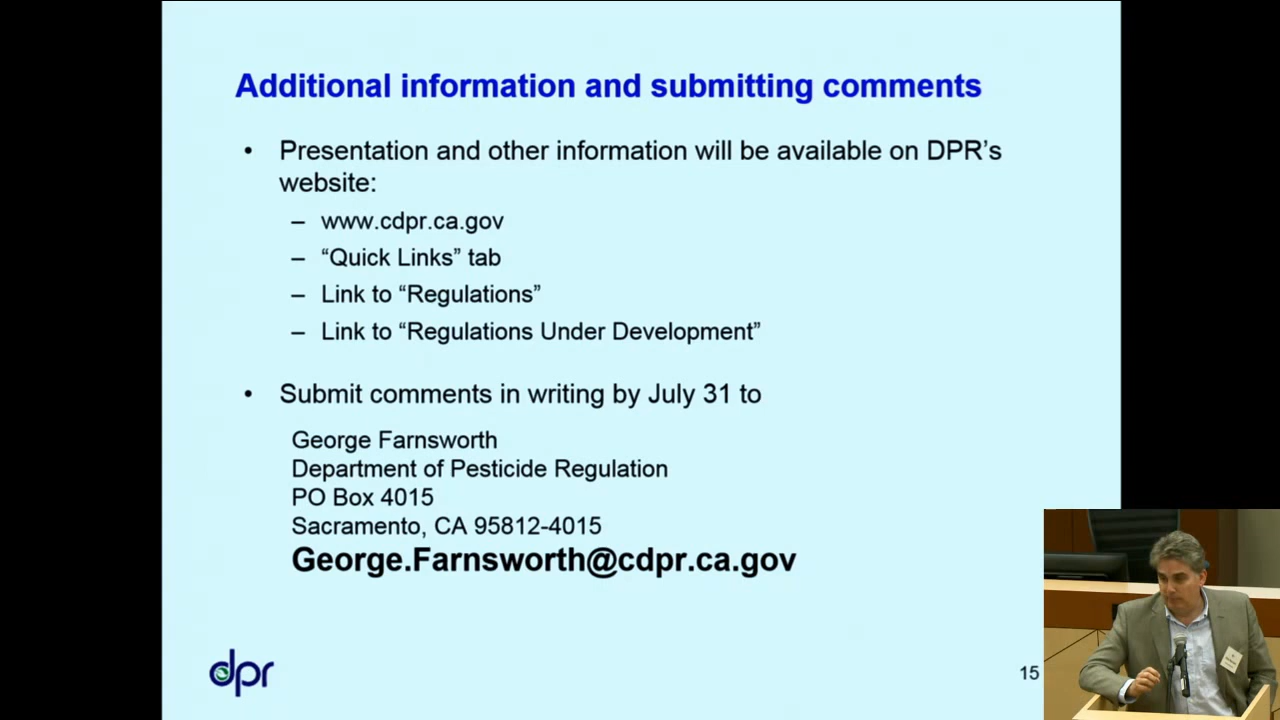 Additional information and submitting comments
• Presentation and other information will be available on DPR’s
website:
– www.cdpr.ca.gov
– “Quick Links” tab
– Link to “Regulations”
– Link to “Regulations Under Development”
• Submit comments in writing by July 31 to
George Farnsworth
Department of Pesticide Regulation
PO Box 4015
Sacramento, CA 95812-4015
George.Farnsworth@cdpr.ca.gov
dpr
15